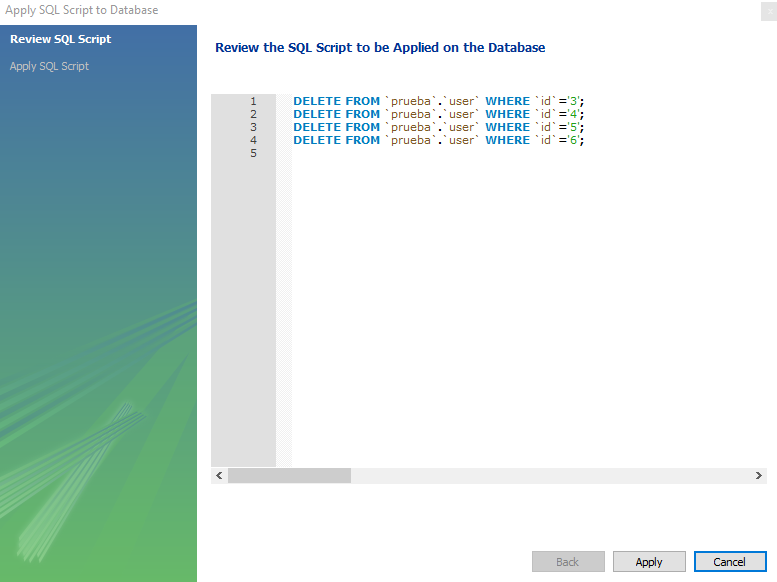 Apply SQL Script to Database
Review SQL Script
Apply SQL Script
Review the SQL Script to be Applied on the Database
1 DELETE FROM `prueba`.`user` WHERE `id`='3';
2 DELETE FROM `prueba`.`user` WHERE `id`='4';
3 DELETE FROM `prueba`.`user` WHERE `id`='5';
4 DELETE FROM `prueba`.`user` WHERE `id`='6';
5
Back Apply Cancel